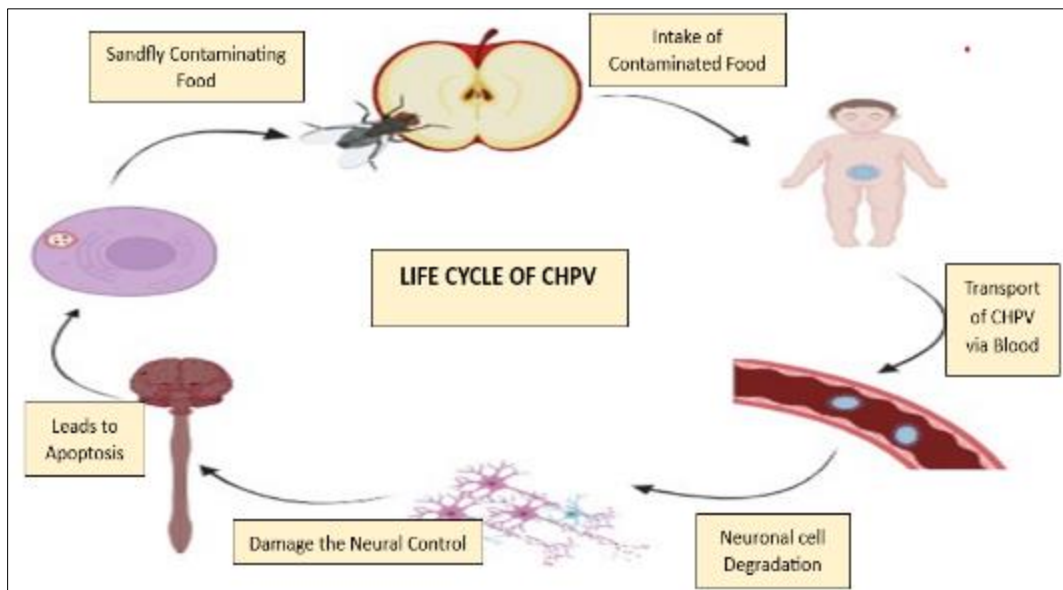 Sandfly Contaminating
Food
Intake of
Contaminated Food
LIFE CYCLE OF CHPV
Transport
of CHPV
via Blood
Leads to
Apoptosis
Damage the Neural Control
Neuronal cell
Degradation